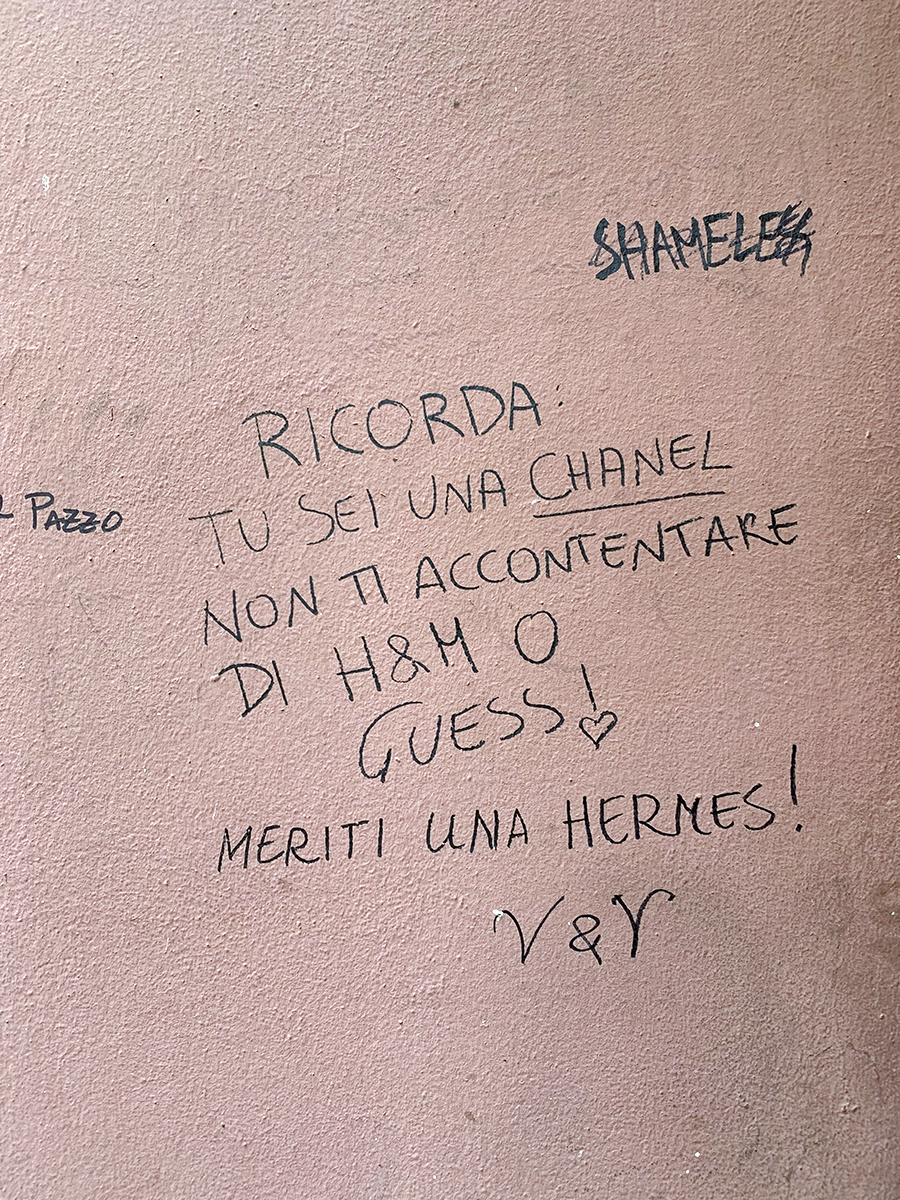 SHAMELESS
RICORDA:
TU SEI UNA CHANEL
L PAZZO
NON TI ACCONTENTARE
DI H&M O
GUESS!
MERITI UNA HERMES!
V & Y